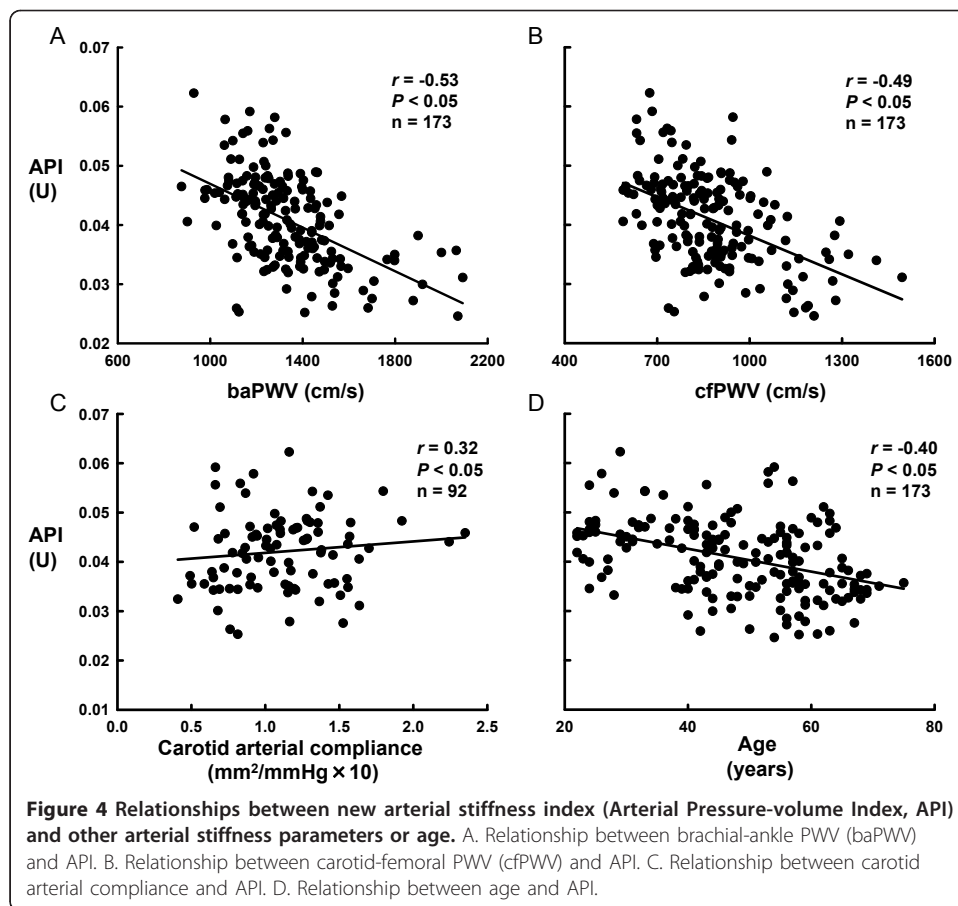 A
0.07
0.06
0.05
API
(U)
0.04
0.03
0.02
r = -0.53
P < 0.05
n = 173
600 1000 1400 1800 2200
baPWV (cm/s)
B
r = -0.49
P < 0.05
n = 173
400 700 1000 1300 1600
cfPWV (cm/s)
C
0.07
0.06
0.05
API
(U)
0.04
0.03
0.02
0.01
r = 0.32
P < 0.05
n = 92
0.0 0.5 1.0 1.5 2.0 2.5
Carotid arterial compliance
(mm²/mmHg × 10)
D
r = -0.40
P < 0.05
n = 173
20 40 60 80
Age
(years)
Figure 4 Relationships between new arterial stiffness index (Arterial Pressure-volume Index, API)
and other arterial stiffness parameters or age. A. Relationship between brachial-ankle PWV (baPWV)
and API. B. Relationship between carotid-femoral PWV (cfPWV) and API. C. Relationship between carotid
arterial compliance and API. D. Relationship between age and API.